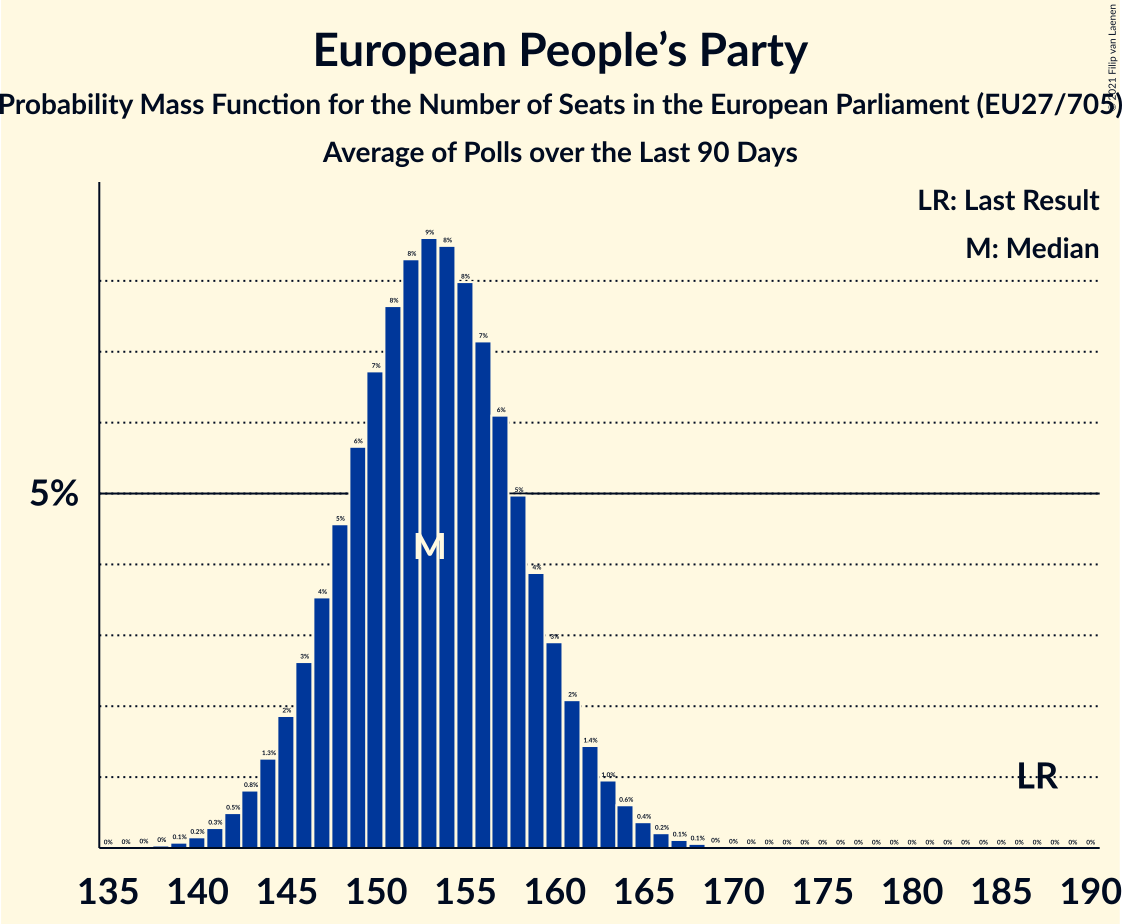 European People's Party
Probability Mass Function for the Number of Seats in the European Parliament (EU27/705)
Average of Polls over the Last 90 Days
© 2021 Filip van Laenen
LR: Last Result
M: Median
5%
0% 0% 0% 0% 0.1% 0.2% 0.3% 0.5% 0.8% 1.3% 2% 3% 4% 5% 6% 7% 8% 8% 9% 8% 8% 7% 6% 5% 4% 3% 2% 1.4% 1.0% 0.6% 0.4% 0.2% 0.1% 0.1% 0% 0% 0% 0% 0% 0% 0% 0% 0% 0% 0% 0% 0% 0% 0% 0% 0% 0% 0% 0% 0% 0%
M
LR
135 140 145 150 155 160 165 170 175 180 185 190